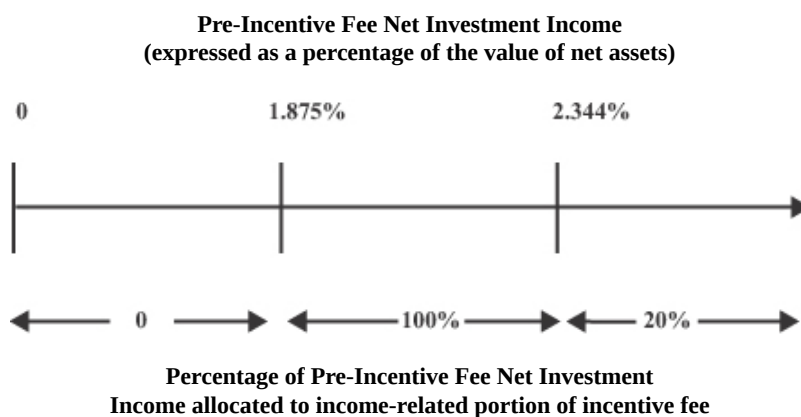 Pre-Incentive Fee Net Investment Income
(expressed as a percentage of the value of net assets)
0 1.875% 2.344%
0 100% 20%
Percentage of Pre-Incentive Fee Net Investment
Income allocated to income-related portion of incentive fee